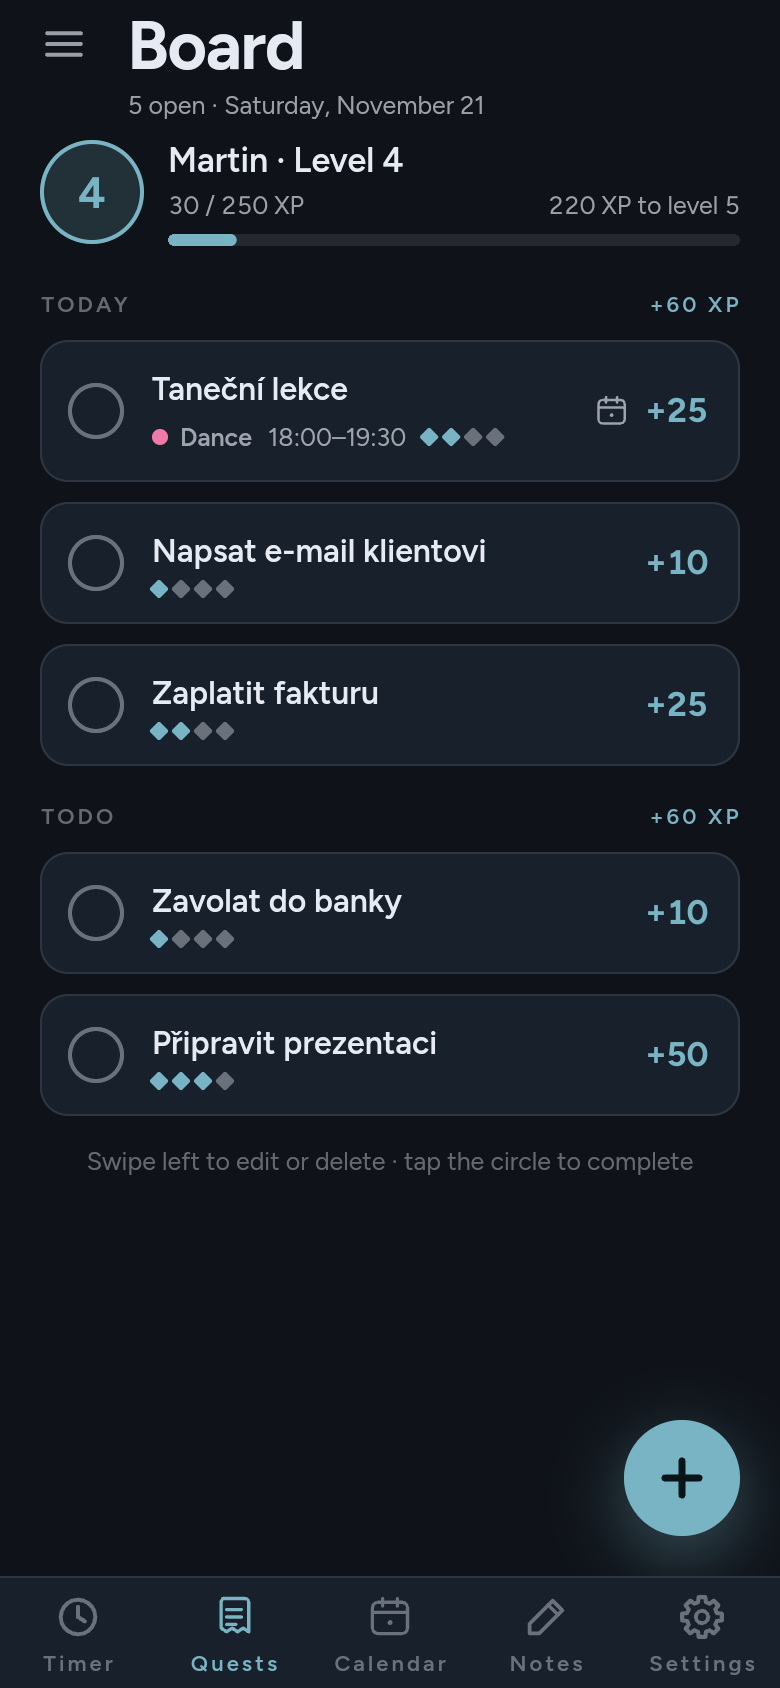 Board
5 open · Saturday, November 21
4
Martin · Level 4
30 / 250 XP 220 XP to level 5
TODAY +60 XP
Taneční lekce
Dance 18:00–19:30
+25
Napsat e-mail klientovi
+10
Zaplatit fakturu
+25
TODO +60 XP
Zavolat do banky
+10
Připravit prezentaci
+50
Swipe left to edit or delete · tap the circle to complete
Timer Quests Calendar Notes Settings